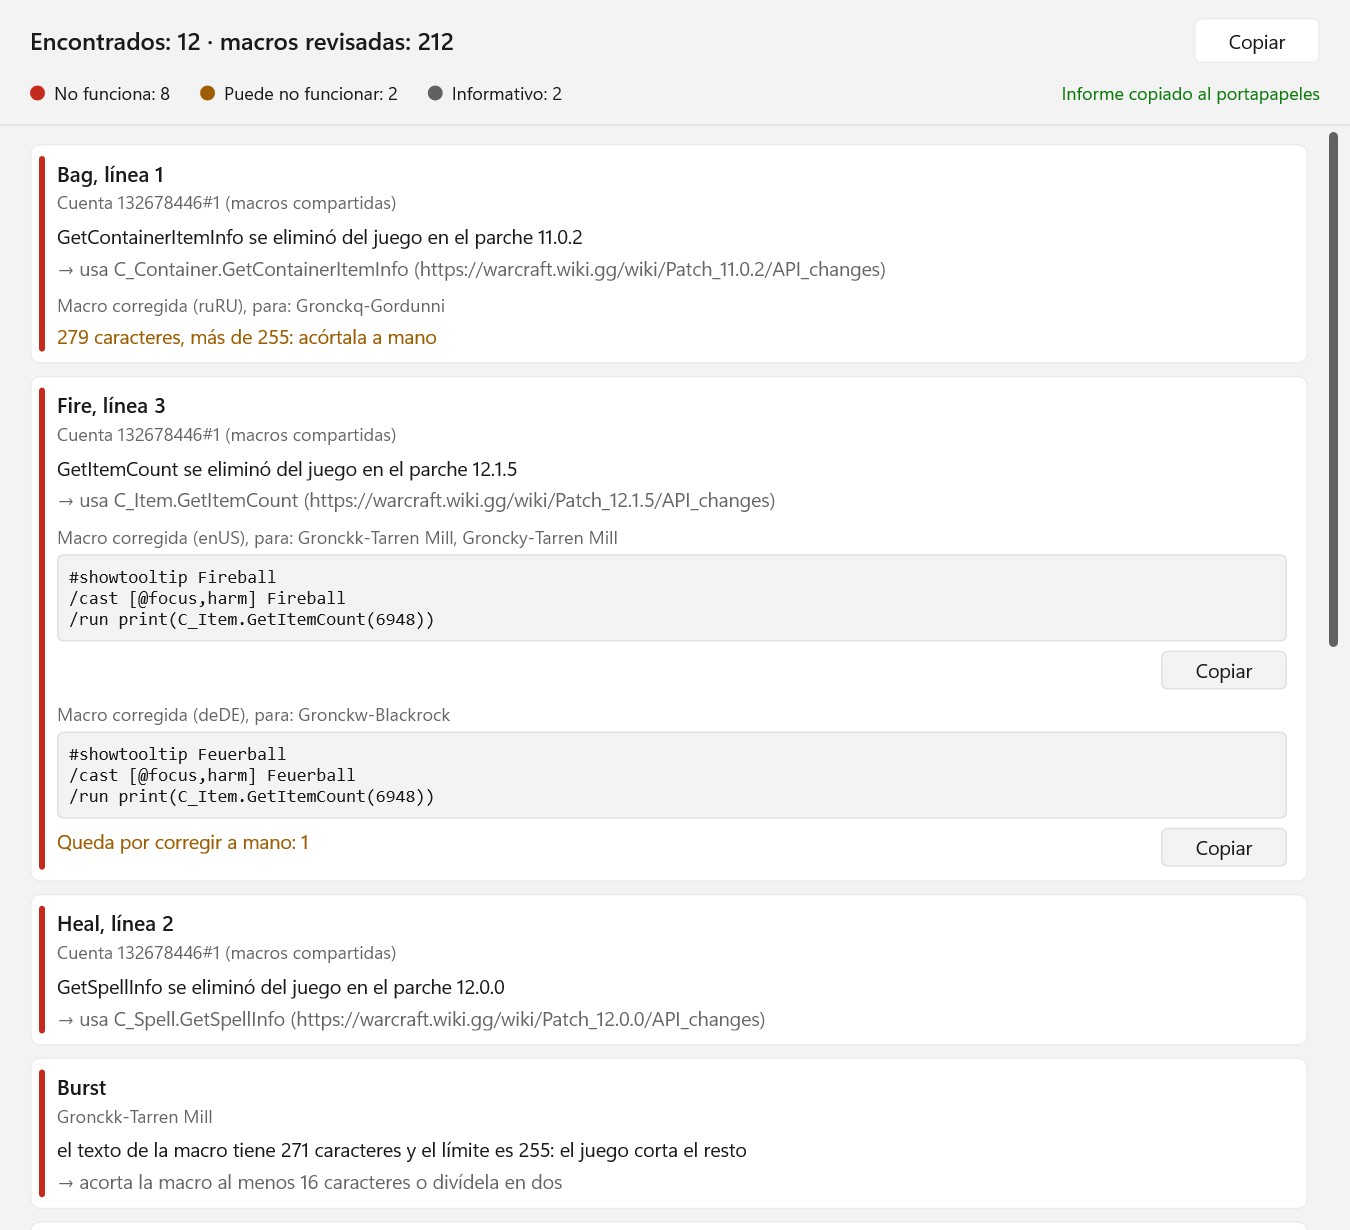 Encontrados: 12 · macros revisadas: 212
Copiar
No funciona: 8
Puede no funcionar: 2
Informativo: 2
Informe copiado al portapapeles
Bag, línea 1
Cuenta 132678446#1 (macros compartidas)
GetContainerItemInfo se eliminó del juego en el parche 11.0.2
→ usa C_Container.GetContainerItemInfo (https://warcraft.wiki.gg/wiki/Patch_11.0.2/API_changes)
Macro corregida (ruRU), para: Gronckq-Gordunni
279 caracteres, más de 255: acórtala a mano
Fire, línea 3
Cuenta 132678446#1 (macros compartidas)
GetItemCount se eliminó del juego en el parche 12.1.5
→ usa C_Item.GetItemCount (https://warcraft.wiki.gg/wiki/Patch_12.1.5/API_changes)
Macro corregida (enUS), para: Gronckk-Tarren Mill, Groncky-Tarren Mill
#showtooltip Fireball
/cast [@focus,harm] Fireball
/run print(C_Item.GetItemCount(6948))
Copiar
Macro corregida (deDE), para: Gronckw-Blackrock
#showtooltip Feuerball
/cast [@focus,harm] Feuerball
/run print(C_Item.GetItemCount(6948))
Queda por corregir a mano: 1
Copiar
Heal, línea 2
Cuenta 132678446#1 (macros compartidas)
GetSpellInfo se eliminó del juego en el parche 12.0.0
→ usa C_Spell.GetSpellInfo (https://warcraft.wiki.gg/wiki/Patch_12.0.0/API_changes)
Burst
Gronckk-Tarren Mill
el texto de la macro tiene 271 caracteres y el límite es 255: el juego corta el resto
→ acorta la macro al menos 16 caracteres o divídela en dos